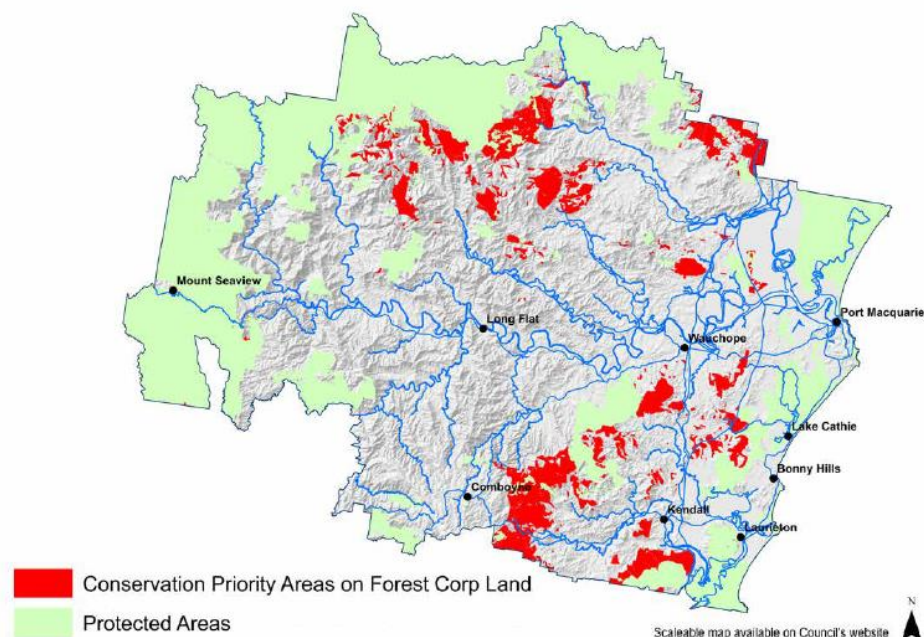 Mount Seaview
Long Flat
Port Macquarie
Wauchope
Lake Cathie
Bonny Hills
Comboyne
Kendall
Laurieton
Conservation Priority Areas on Forest Corp Land
Protected Areas
N
Scaleable map available on Council's website